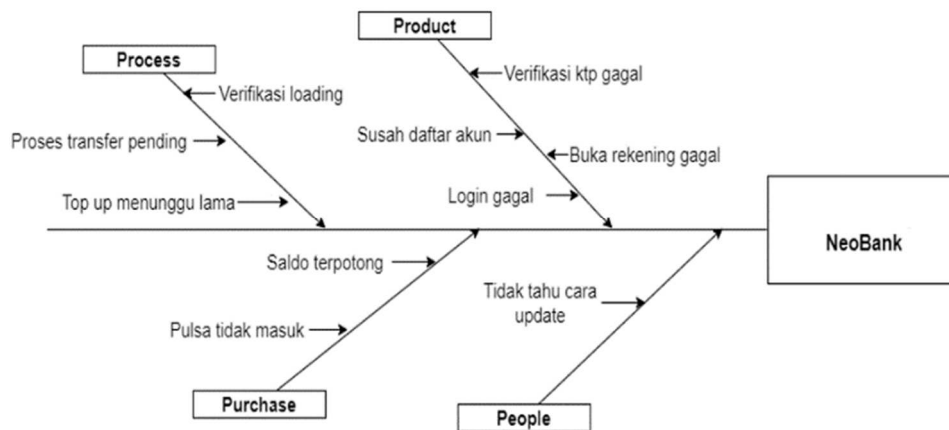 Product
Process
Verifikasi ktp gagal
Verifikasi loading
Susah daftar akun
Proses transfer pending
Buka rekening gagal
Top up menunggu lama
Login gagal
NeoBank
Saldo terpotong
Tidak tahu cara
update
Pulsa tidak masuk
Purchase
People